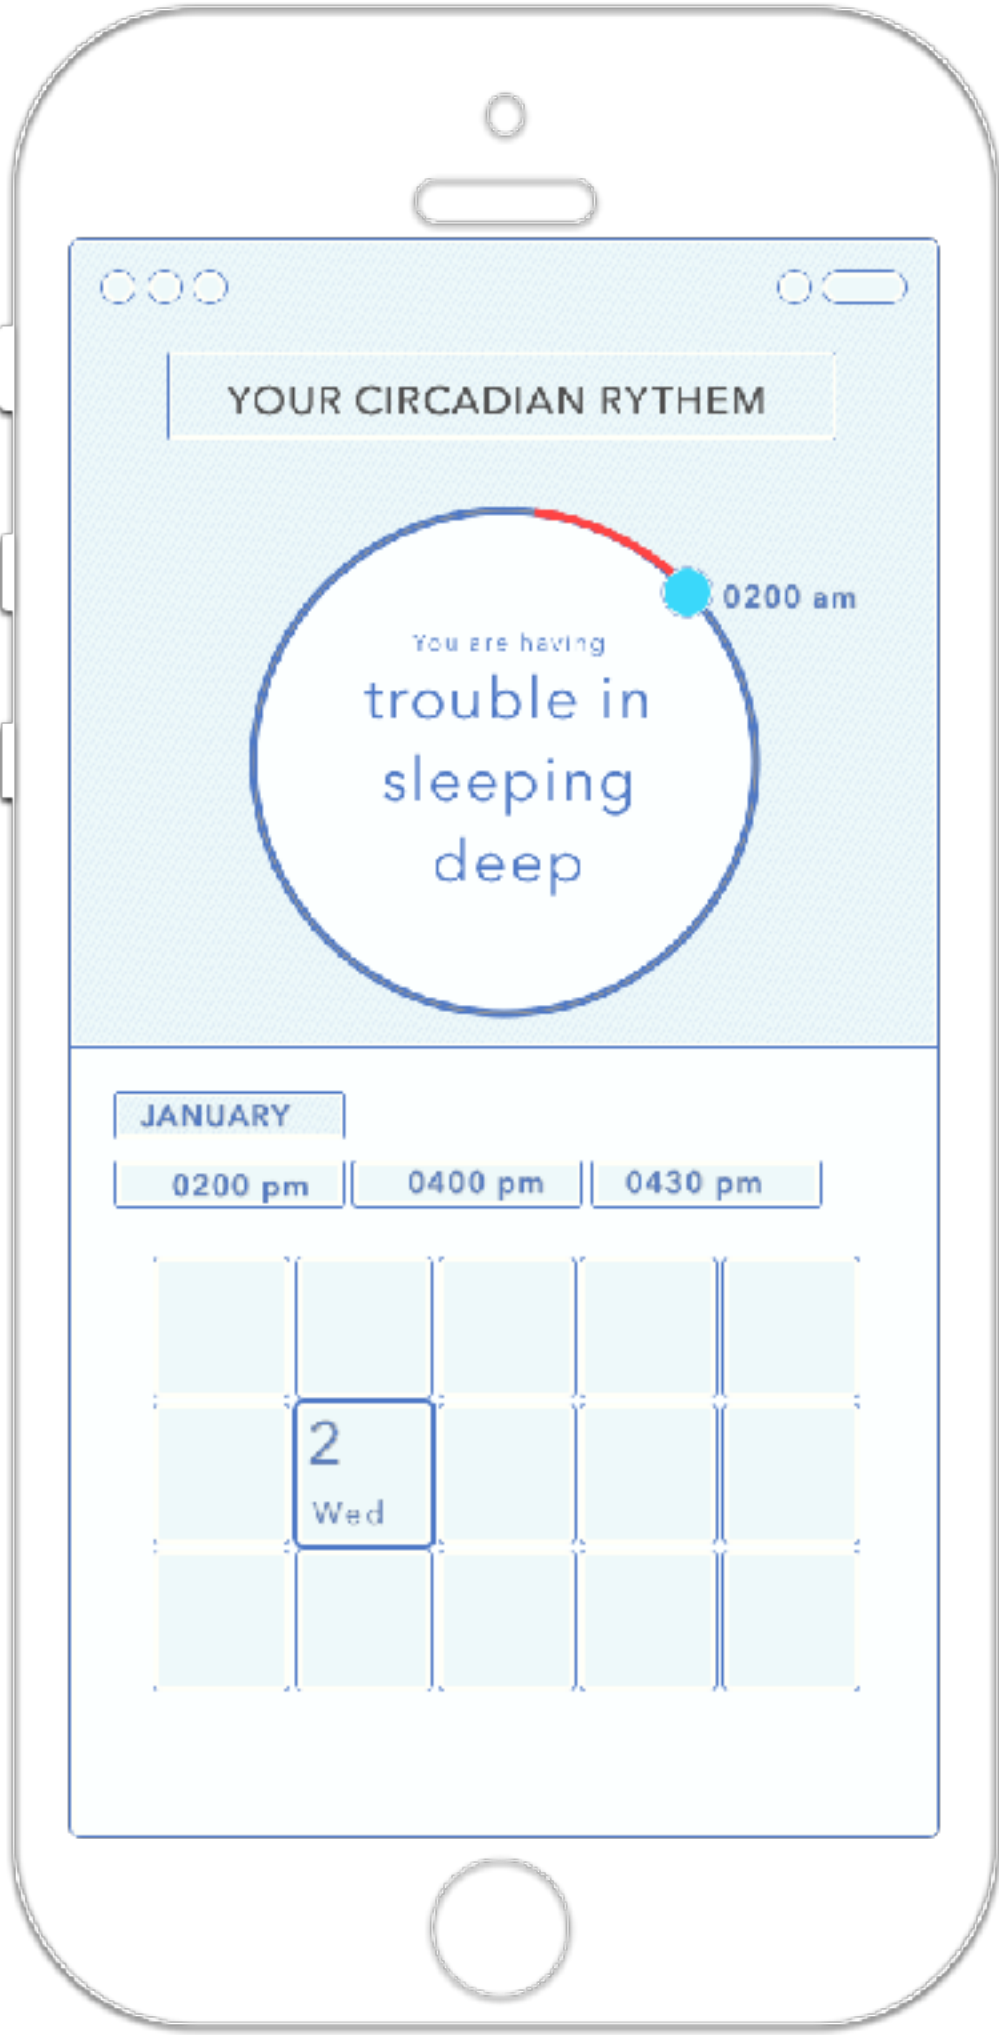 YOUR CIRCADIAN RYTHEM
0200 am
You are having
trouble in
sleeping
deep
JANUARY
0200 pm 0400 pm 0430 pm
2
Wed